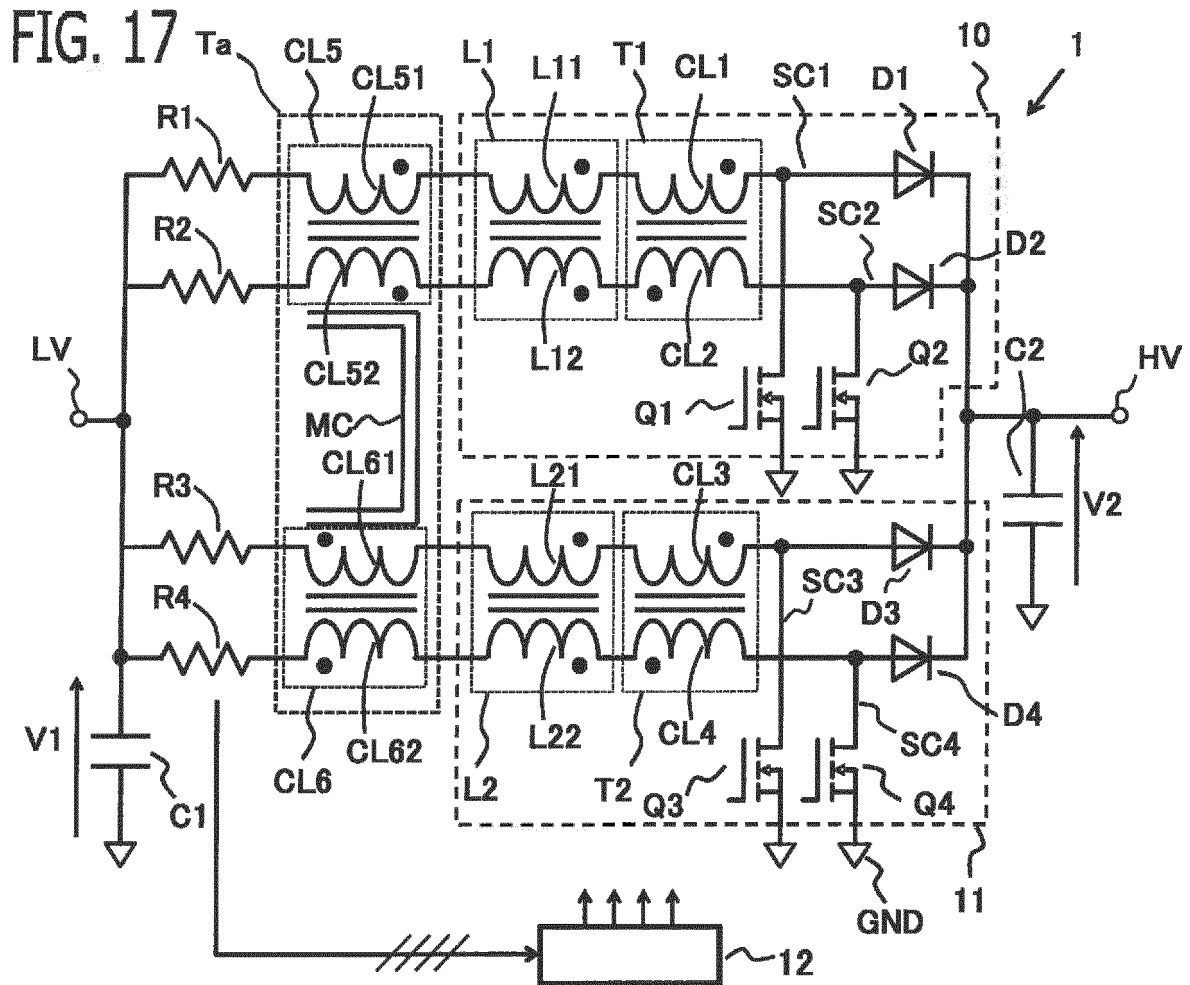 FIG. 17
Ta
CL5
CL51
L1
L11
T1
CL1
SC1
D1
10
1
R1
R2
SC2
D2
LV
CL52
L12
CL2
Q1
Q2
C2
HV
MC
CL61
R3
L21
CL3
V2
SC3
D3
R4
V1
C1
CL6
CL62
L2
L22
T2
CL4
Q3
SC4
D4
Q4
GND
11
12